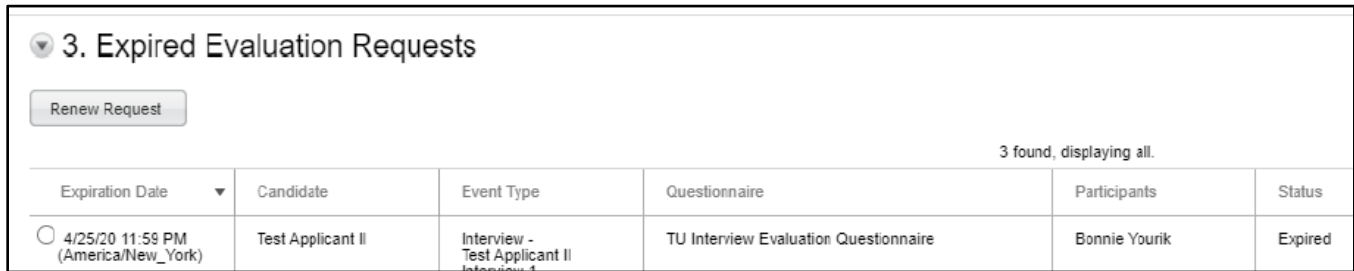 3. Expired Evaluation Requests
Renew Request
3 found, displaying all.
Expiration Date Candidate Event Type Questionnaire Participants Status
4/25/20 11:59 PM Test Applicant II Interview - TU Interview Evaluation Questionnaire Bonnie Yourik Expired
(America/New_York) Test Applicant II
Interview 1